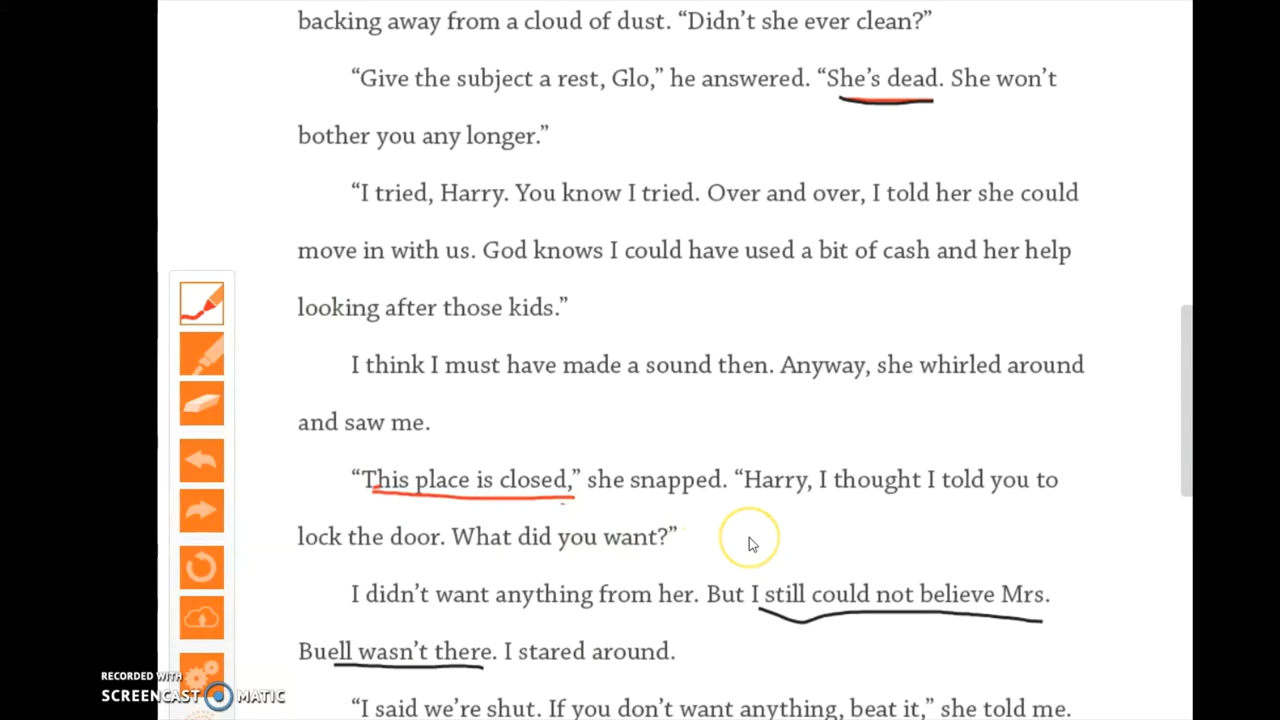 backing away from a cloud of dust. “Didn’t she ever clean?”
“Give the subject a rest, Glo,” he answered. “She’s dead. She won’t
bother you any longer.”
“I tried, Harry. You know I tried. Over and over, I told her she could
move in with us. God knows I could have used a bit of cash and her help
looking after those kids.”
I think I must have made a sound then. Anyway, she whirled around
and saw me.
“This place is closed,” she snapped. “Harry, I thought I told you to
lock the door. What did you want?”
I didn’t want anything from her. But I still could not believe Mrs.
Buell wasn’t there. I stared around.
“I said we’re shut. If you don’t want anything, beat it,” she told me.
RECORDED WITH
SCREENCAST MATIC